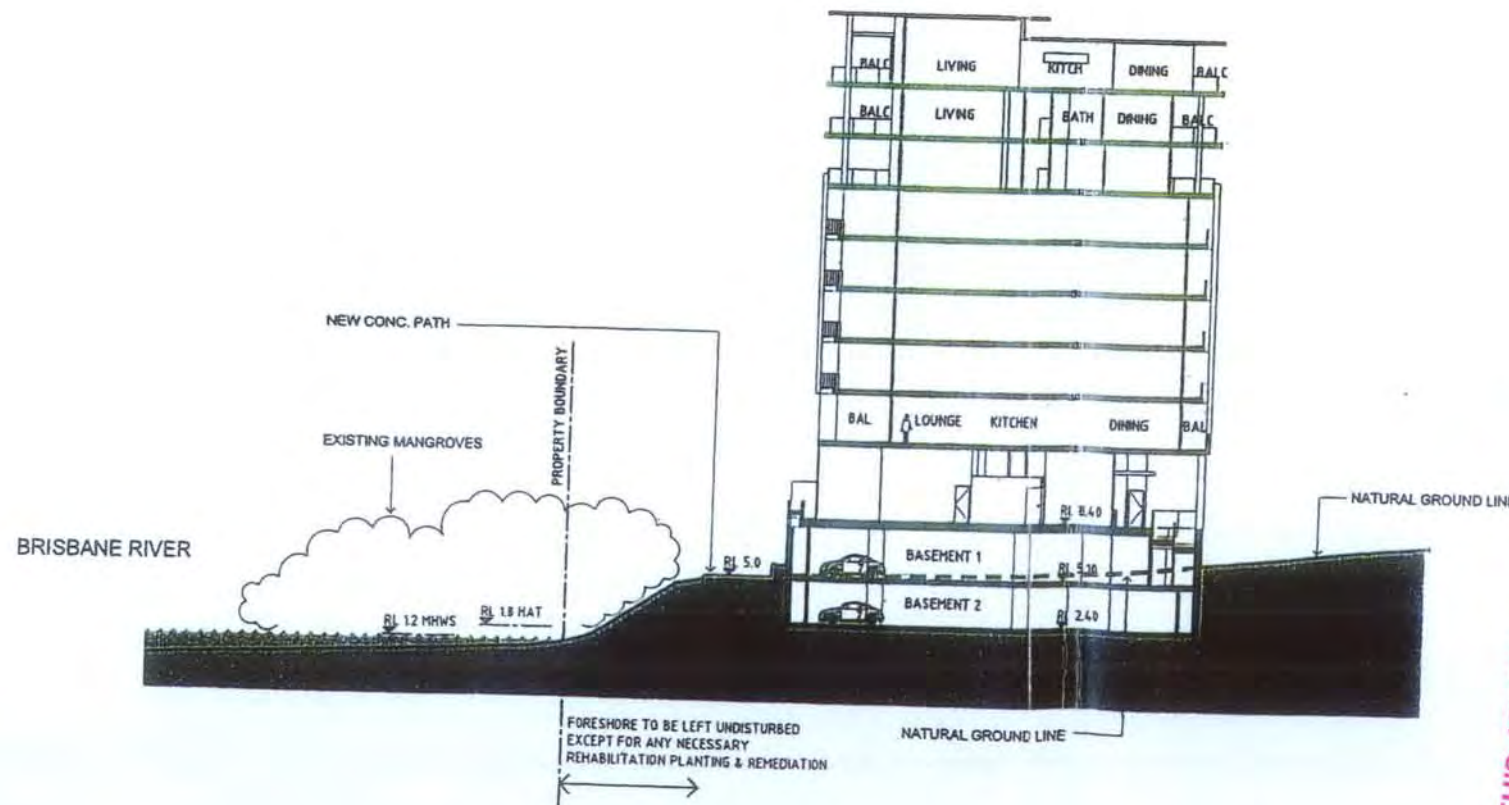 BALC LIVING KITCH DINING BALC
BALC LIVING BATH DINING BALC
NEW CONC. PATH
PROPERTY BOUNDARY
EXISTING MANGROVES
BAL LOUNGE KITCHEN DINING BAL
NATURAL GROUND LINE
RL 8.40
BRISBANE RIVER
BASEMENT 1
RL 5.0
RL 5.10
BASEMENT 2
RL 1.2 MHWS
RL 1.8 HAT
RL 2.40
FORESHORE TO BE LEFT UNDISTURBED
EXCEPT FOR ANY NECESSARY
REHABILITATION PLANTING & REMEDIATION
NATURAL GROUND LINE